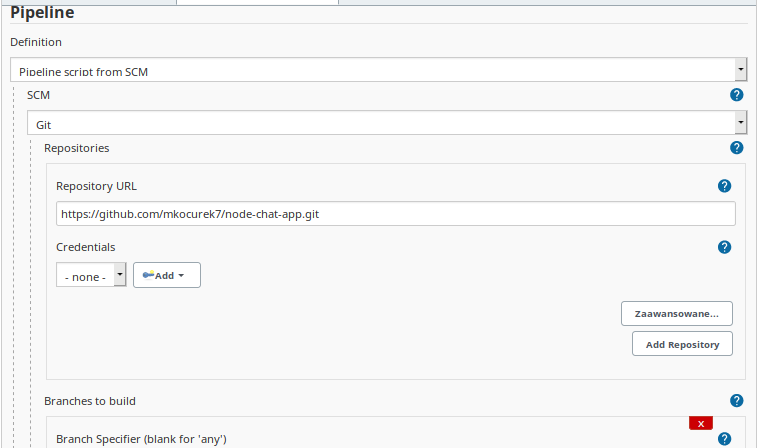 Pipeline
Definition
Pipeline script from SCM
SCM
?
Git
Repositories
?
Repository URL
?
https://github.com/mkocurek7/node-chat-app.git
Credentials
?
- none -
Add
Zaawansowane...
Add Repository
Branches to build
?
X
Branch Specifier (blank for 'any')
?